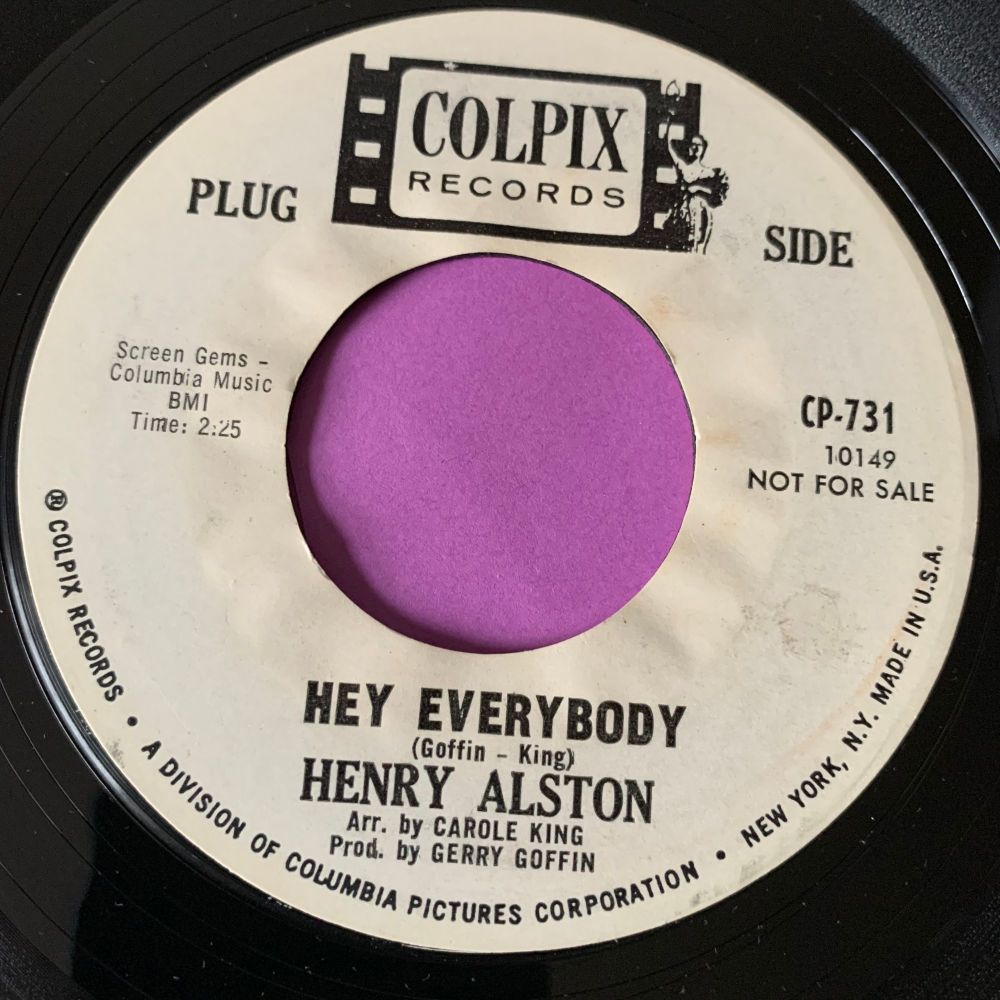 COLPIX
RECORDS
PLUG SIDE
Screen Gems –
Columbia Music
BMI
Time: 2:25
CP-731
10149
NOT FOR SALE
HEY EVERYBODY
(Goffin – King)
HENRY ALSTON
Arr. by CAROLE KING
Prod. by GERRY GOFFIN
® COLPIX RECORDS • A DIVISION OF COLUMBIA PICTURES CORPORATION • NEW YORK, N.Y. MADE IN U.S.A.